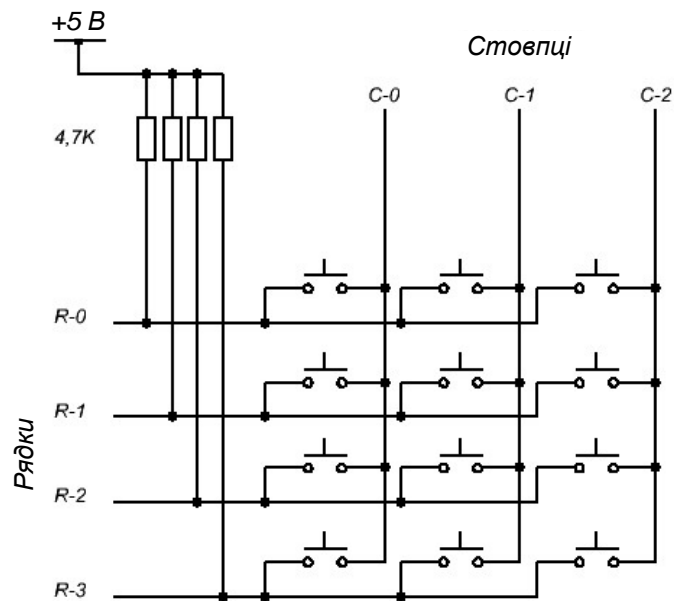 +5 В
Стовпці
C-0 C-1 C-2
4,7K
R-0
R-1
Рядки
R-2
R-3